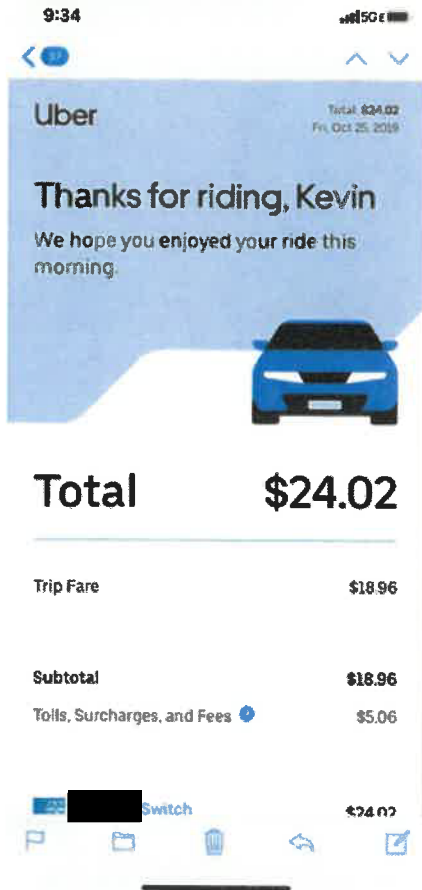 9:34
5GE
37
Uber
Total: $24.02
Fri, Oct 25, 2019
Thanks for riding, Kevin
We hope you enjoyed your ride this
morning.
Total $24.02
Trip Fare $18.96
Subtotal $18.96
Tolls, Surcharges, and Fees $5.06
Switch $24.02